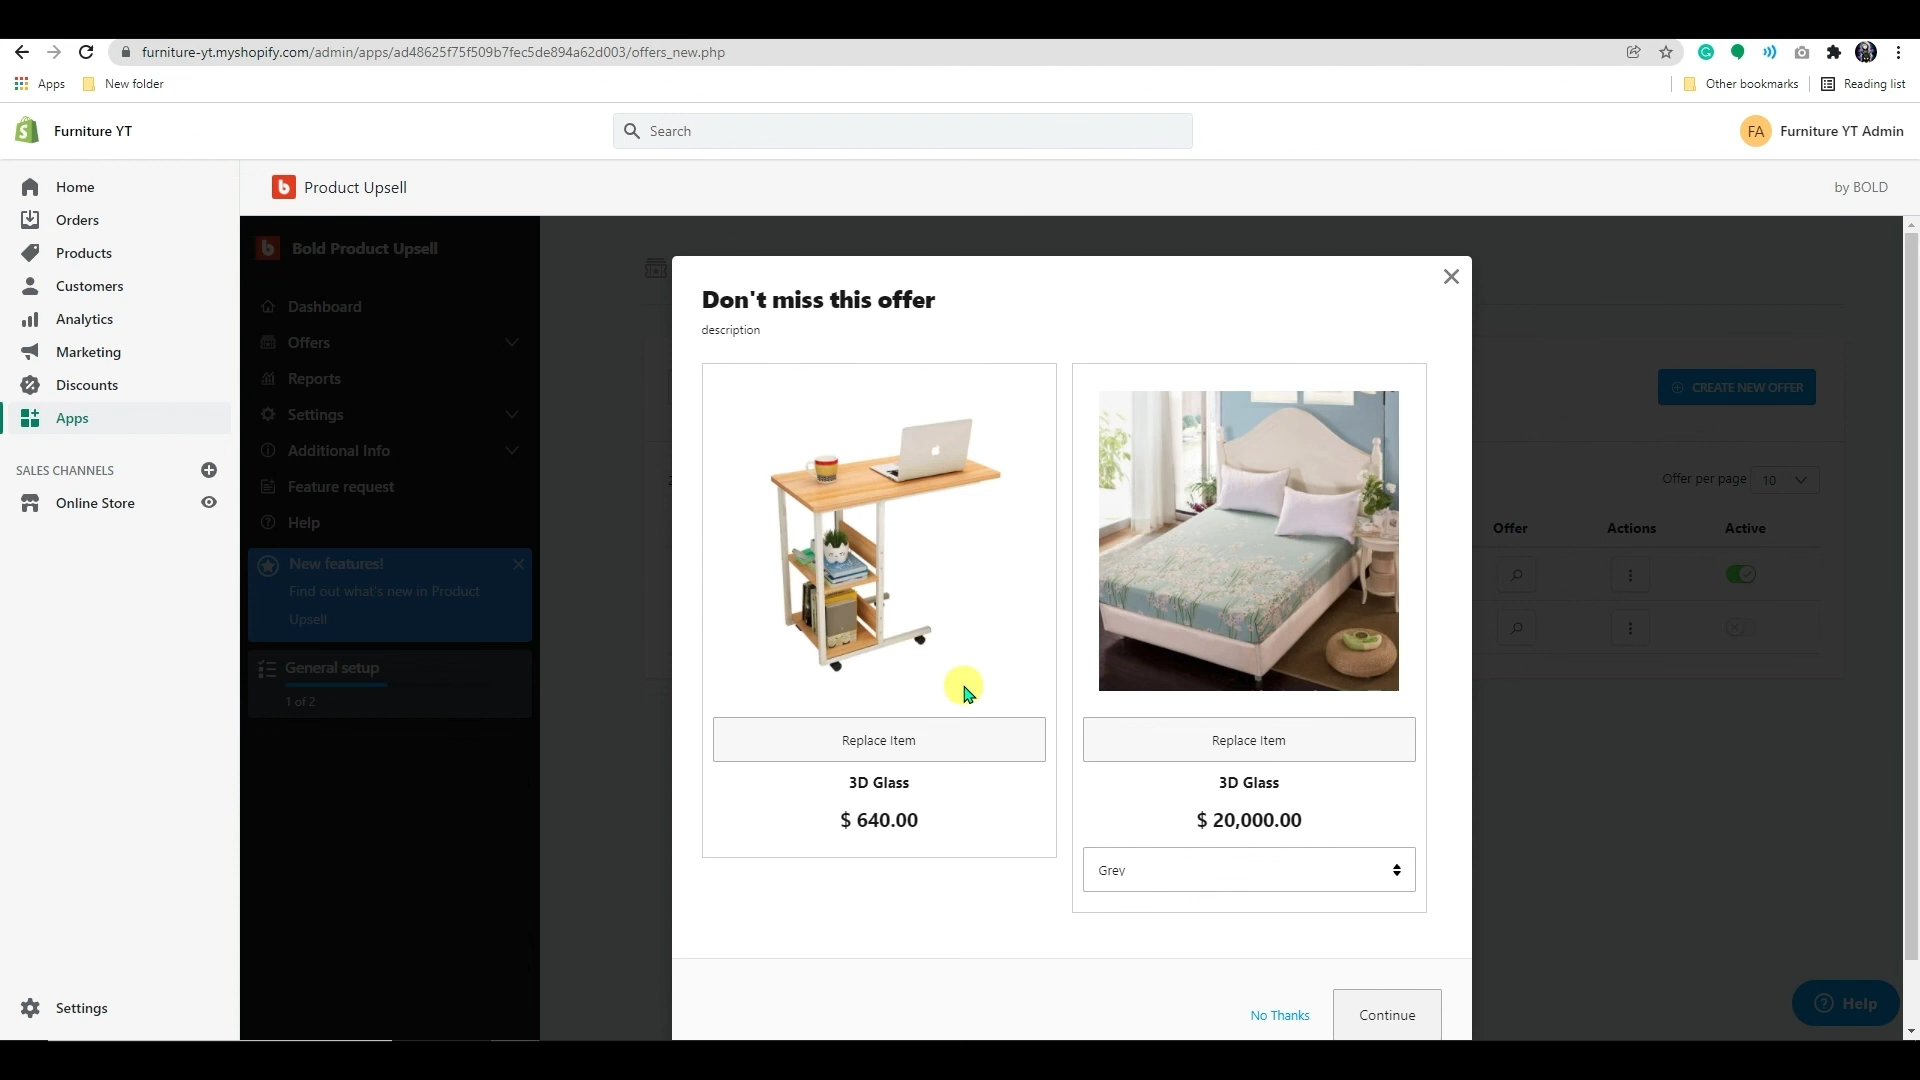 furniture-yt.myshopify.com/admin/apps/ad48625f75f509b7fec5de894a62d003/offers_new.php
Apps
New folder
Other bookmarks
Reading list
Furniture YT
Search
FA
Furniture YT Admin
Home
Orders
Products
Customers
Analytics
Marketing
Discounts
Apps
SALES CHANNELS
Online Store
Settings
Product Upsell
by BOLD
Bold Product Upsell
Dashboard
Offers
Reports
Settings
Additional Info
Feature request
Help
New features!
Find out what's new in Product
Upsell
General setup
1 of 2
Don't miss this offer
description
Replace Item
3D Glass
$ 640.00
Replace Item
3D Glass
$ 20,000.00
Grey
No Thanks
Continue
CREATE NEW OFFER
Offer per page 10
Offer
Actions
Active
Help